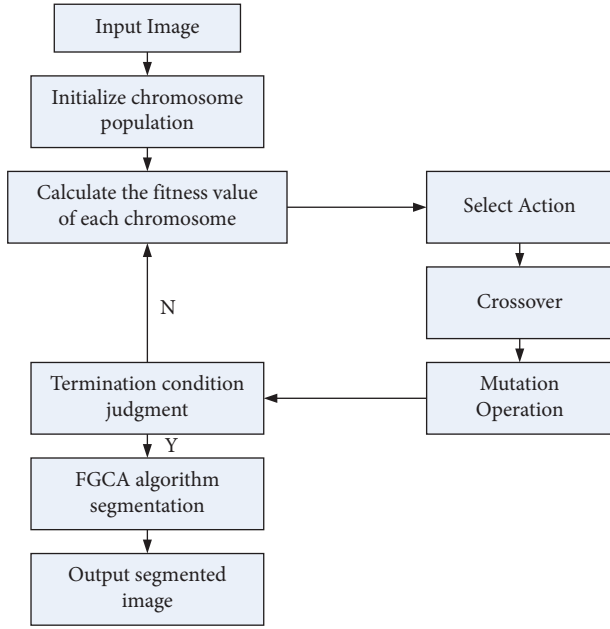 Input Image
Initialize chromosome
population
Calculate the fitness value
of each chromosome
Select Action
Crossover
Mutation
Operation
N
Termination condition
judgment
Y
FGCA algorithm
segmentation
Output segmented
image